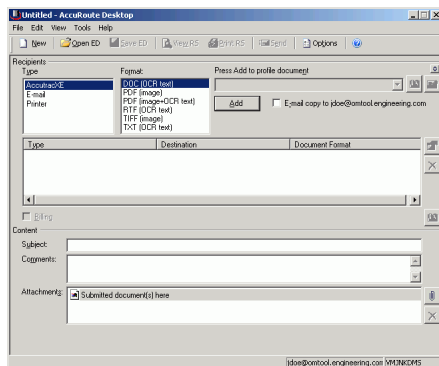 Untitled - AccuRoute Desktop
File Edit View Tools Help
New Open ED Save ED View RS Print RS Send Options
Recipients
Type Format: Press Add to profile document
AccutracXE
E-mail
Printer
DOC (OCR text)
PDF (image)
PDF (image+OCR text)
RTF (OCR text)
TIFF (image)
TXT (OCR text)
Add E-mail copy to jdoe@omtool.engineering.com
Type Destination Document Format
Billing
Content
Subject:
Comments:
Attachments: Submitted document(s) here
jdoe@omtool.engineering.com VM3NKDMS